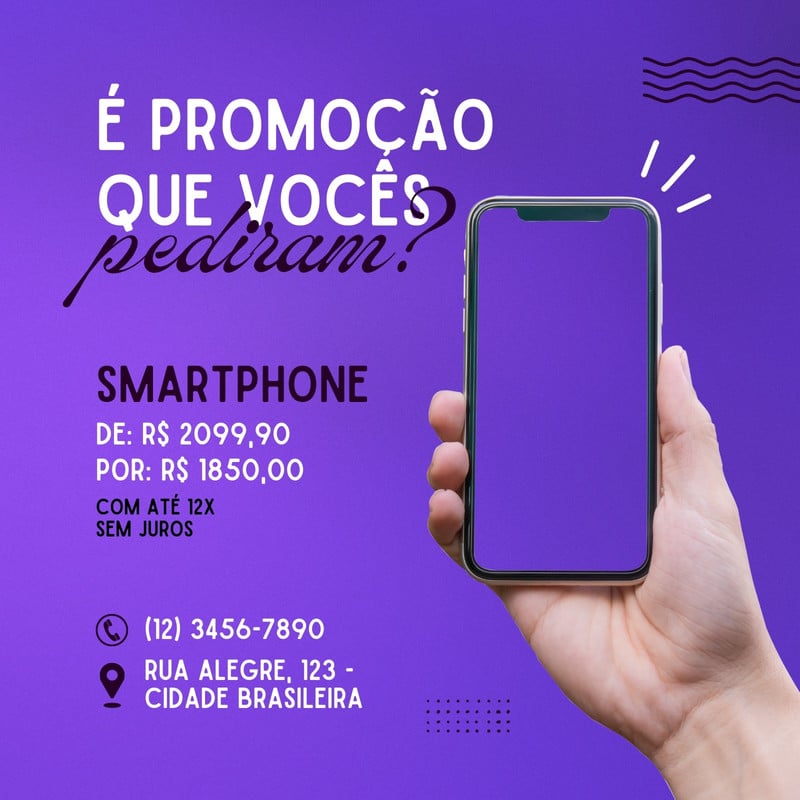 É PROMOÇÃO
QUE VOCÊS
pediram?
SMARTPHONE
DE: R$ 2099,90
POR: R$ 1850,00
COM ATÉ 12X
SEM JUROS
(12) 3456-7890
RUA ALEGRE, 123 -
CIDADE BRASILEIRA